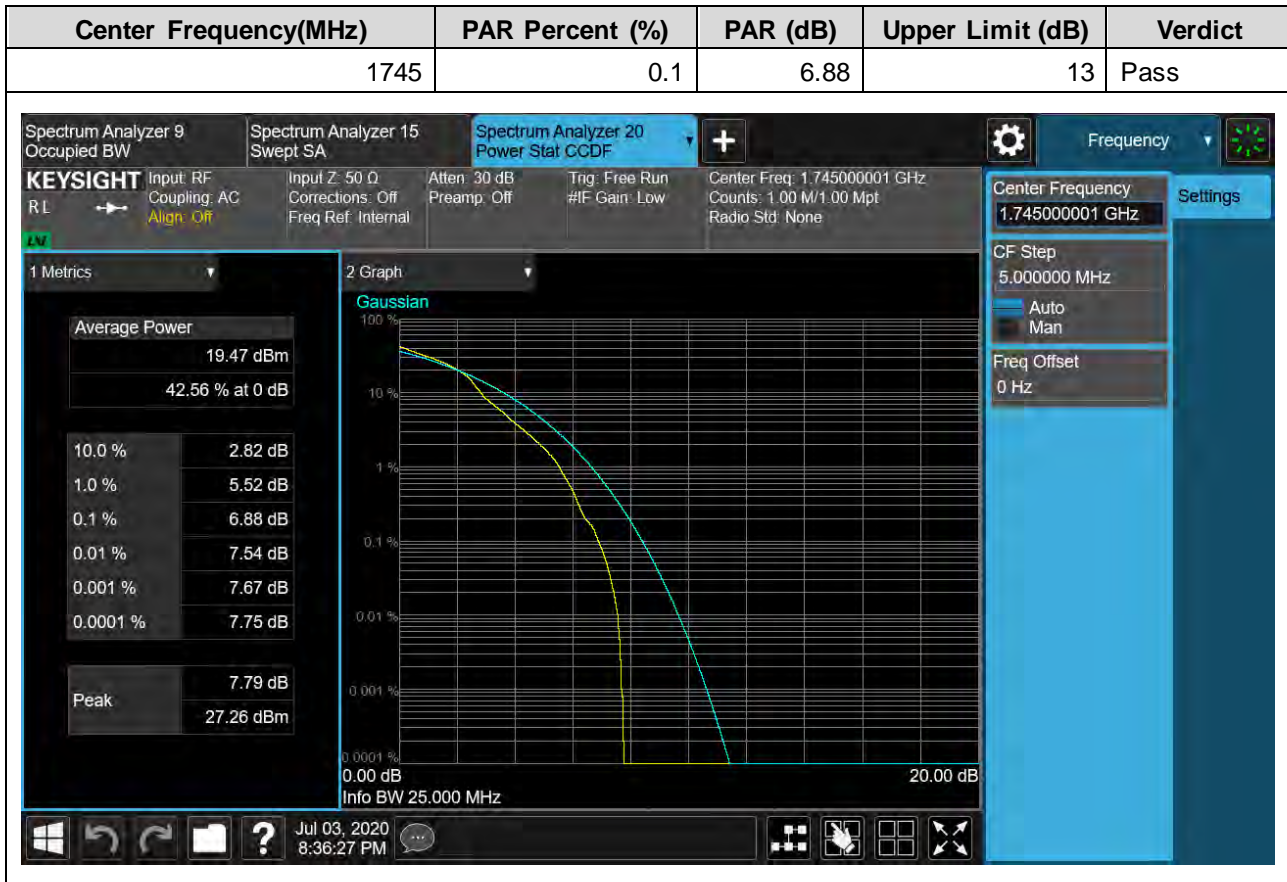 Center Frequency(MHz) PAR Percent (%) PAR (dB) Upper Limit (dB) Verdict
1745 0.1 6.88 13 Pass
Spectrum Analyzer 9
Occupied BW
Spectrum Analyzer 15
Swept SA
Spectrum Analyzer 20
Power Stat CCDF
Frequency
KEYSIGHT
RL
Input: RF
Coupling: AC
Align: Off
Input Z: 50 Ω
Corrections: Off
Freq Ref: Internal
Atten: 30 dB
Preamp: Off
Trig: Free Run
#IF Gain: Low
Center Freq: 1.745000001 GHz
Counts: 1.00 M/1.00 Mpt
Radio Std: None
Center Frequency
1.745000001 GHz
Settings
CF Step
5.000000 MHz
Auto
Man
Freq Offset
0 Hz
1 Metrics
Average Power
19.47 dBm
42.56 % at 0 dB
10.0 % 2.82 dB
1.0 % 5.52 dB
0.1 % 6.88 dB
0.01 % 7.54 dB
0.001 % 7.67 dB
0.0001 % 7.75 dB
Peak
7.79 dB
27.26 dBm
2 Graph
Gaussian
100 %
10 %
1 %
0.1 %
0.01 %
0.001 %
0.0001 %
0.00 dB 20.00 dB
Info BW 25.000 MHz
Jul 03, 2020
8:36:27 PM